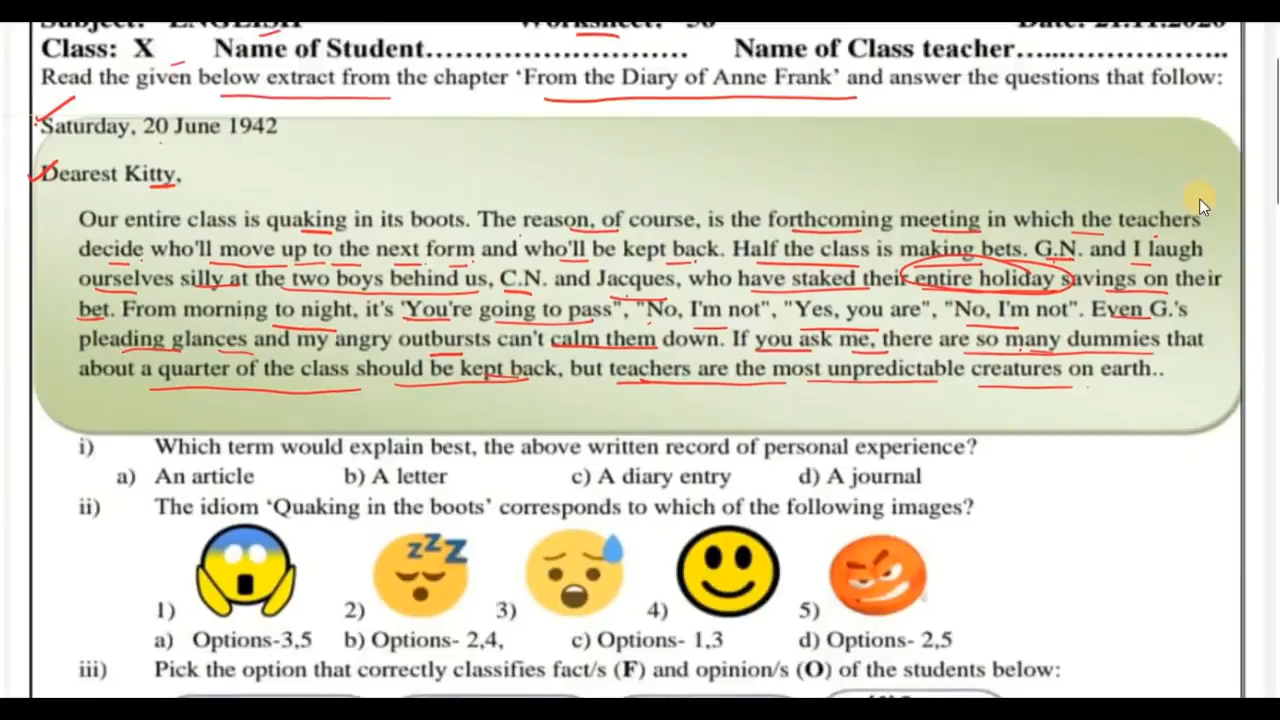 Subject: ENGLISH Worksheet: 50 Date: 21.11.2020
Class: X Name of Student……………………… Name of Class teacher…...……………..
Read the given below extract from the chapter ‘From the Diary of Anne Frank’ and answer the questions that follow:
Saturday, 20 June 1942
Dearest Kitty,
Our entire class is quaking in its boots. The reason, of course, is the forthcoming meeting in which the teachers
decide who'll move up to the next form and who'll be kept back. Half the class is making bets. G.N. and I laugh
ourselves silly at the two boys behind us, C.N. and Jacques, who have staked their entire holiday savings on their
bet. From morning to night, it's 'You're going to pass", "No, I'm not", "Yes, you are", "No, I'm not". Even G.'s
pleading glances and my angry outbursts can't calm them down. If you ask me, there are so many dummies that
about a quarter of the class should be kept back, but teachers are the most unpredictable creatures on earth..
i) Which term would explain best, the above written record of personal experience?
a) An article b) A letter c) A diary entry d) A journal
ii) The idiom ‘Quaking in the boots’ corresponds to which of the following images?
zzZ
1) 2) 3) 4) 5)
a) Options-3,5 b) Options- 2,4, c) Options- 1,3 d) Options- 2,5
iii) Pick the option that correctly classifies fact/s (F) and opinion/s (O) of the students below: